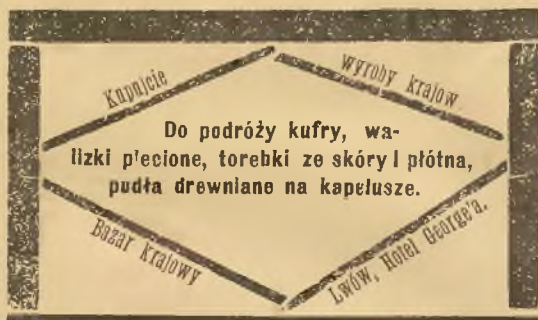 Kupujcie
wyroby krajow
Do podróży kufry, wa-
lizki plecione, torebki ze skóry i płótna,
pudła drewniane na kapelusze.
Bazar krajowy
Lwów, Hotel George'a.